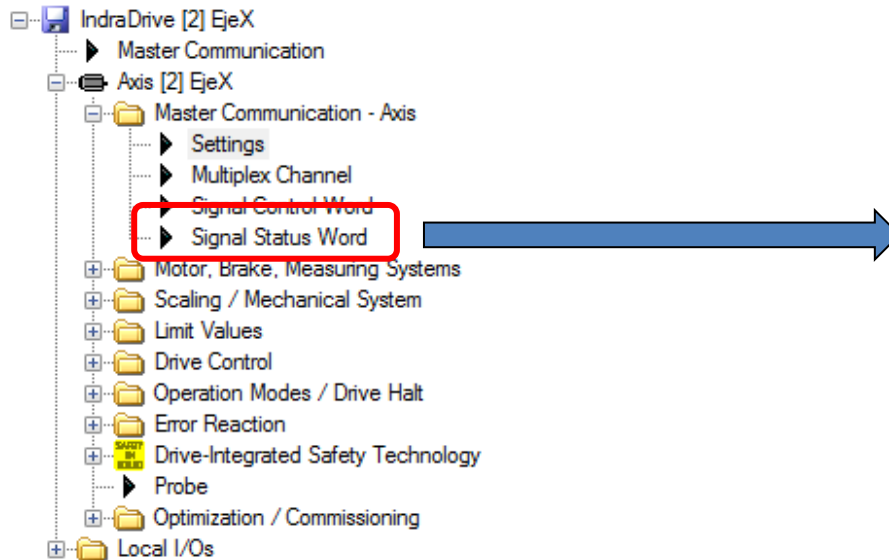 IndraDrive [2] EjeX
Master Communication
Axis [2] EjeX
Master Communication - Axis
Settings
Multiplex Channel
Signal Control Word
Signal Status Word
Motor, Brake, Measuring Systems
Scaling / Mechanical System
Limit Values
Drive Control
Operation Modes / Drive Halt
Error Reaction
SAFETY
Drive-Integrated Safety Technology
Probe
Optimization / Commissioning
Local I/Os